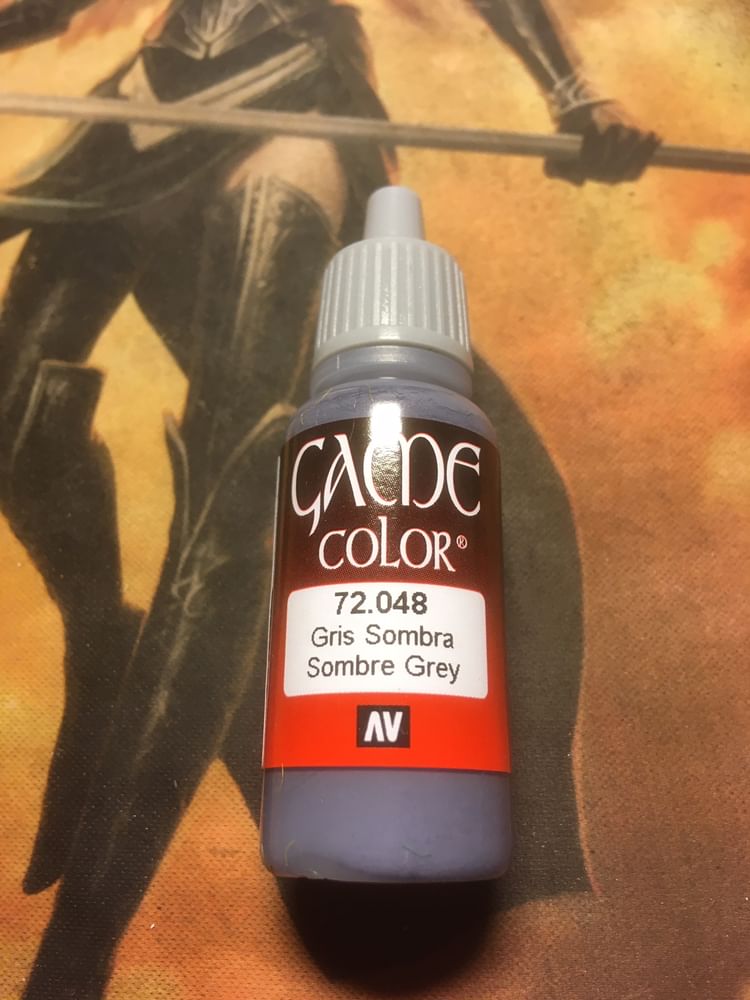 GAME
COLOR®
72.048
Gris Sombra
Sombre Grey
AV